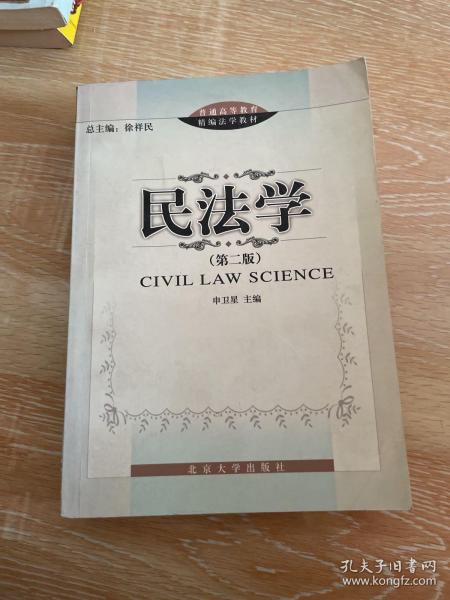 普通高等教育
精编法学教材
总主编：徐祥民
民法学
（第二版）
CIVIL LAW SCIENCE
申卫星 主编
北京大学出版社
孔夫子旧书网
www.kongfz.com